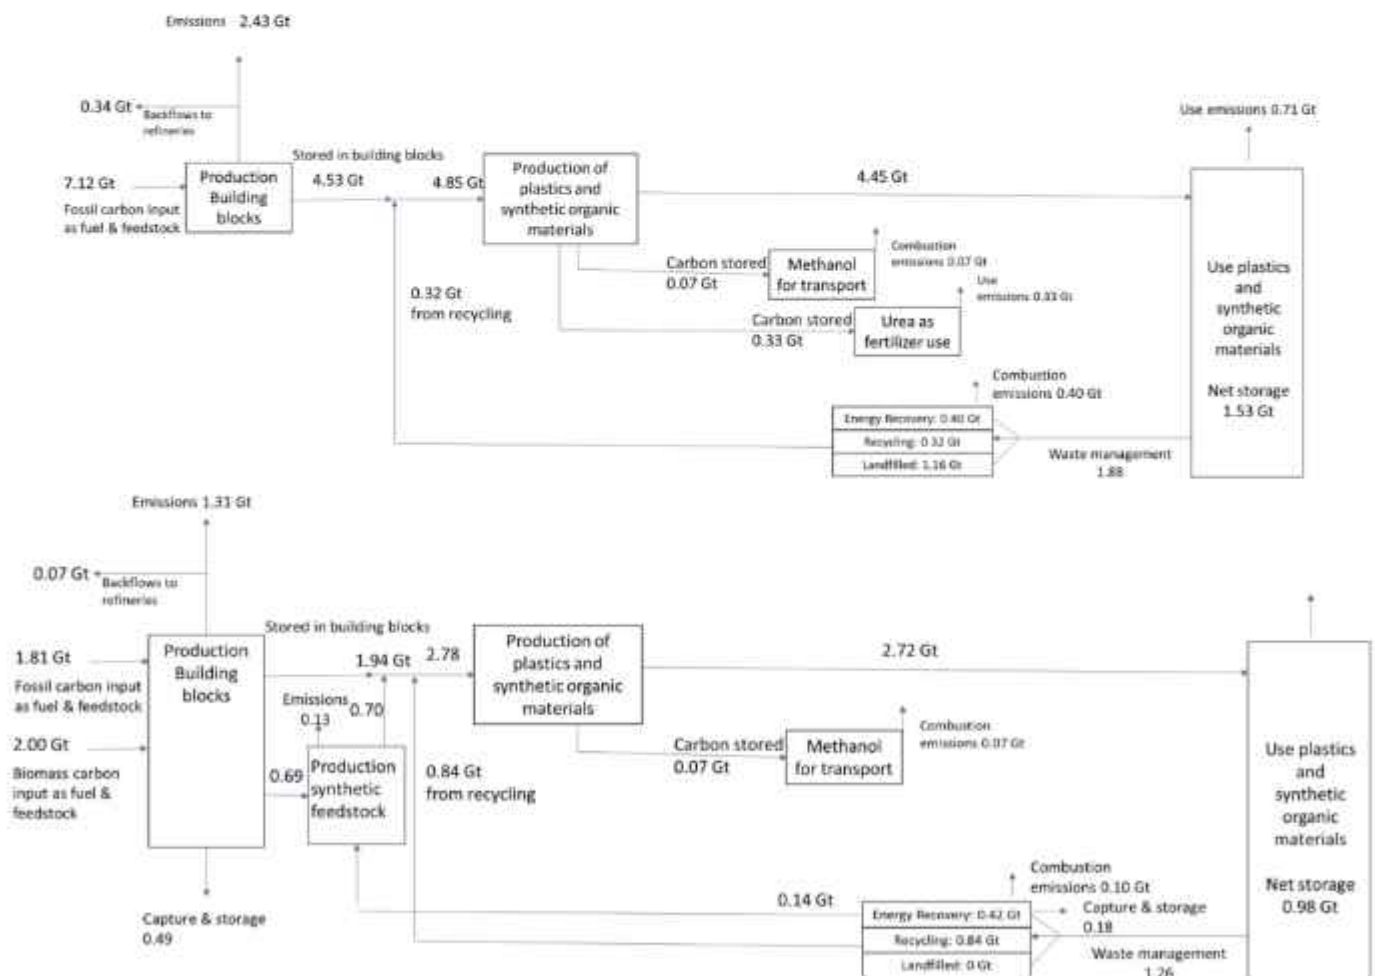 Emissions 2.43 Gt
0.34 Gt
Backflows to
refineries
Use emissions 0.71 Gt
7.12 Gt
Fossil carbon input
as fuel & feedstock
Production
Building
blocks
Stored in building blocks
4.53 Gt
4.85 Gt
Production of
plastics and
synthetic organic
materials
4.45 Gt
Carbon stored
0.07 Gt
Methanol
for transport
Combustion
emissions 0.07 Gt
Carbon stored
0.33 Gt
Urea as
fertilizer use
Use
emissions 0.33 Gt
0.32 Gt
from recycling
Combustion
emissions 0.40 Gt
Energy Recovery: 0.40 Gt
Recycling: 0.32 Gt
Landfilled: 1.16 Gt
Waste management
1.88
Use plastics
and
synthetic
organic
materials
Net storage
1.53 Gt
Emissions 1.31 Gt
0.07 Gt
Backflows to
refineries
1.81 Gt
Fossil carbon input
as fuel & feedstock
2.00 Gt
Biomass carbon
input as fuel &
feedstock
Production
Building
blocks
Stored in building blocks
1.94 Gt
2.78
Emissions
0.13
0.70
0.69
Production
synthetic
feedstock
0.84 Gt
from recycling
Production of
plastics and
synthetic organic
materials
2.72 Gt
Carbon stored
0.07 Gt
Methanol
for transport
Combustion
emissions 0.07 Gt
Capture & storage
0.49
0.14 Gt
Combustion
emissions 0.10 Gt
Energy Recovery: 0.42 Gt
Recycling: 0.84 Gt
Landfilled: 0 Gt
Capture & storage
0.18
Waste management
1.26
Use plastics
and
synthetic
organic
materials
Net storage
0.98 Gt